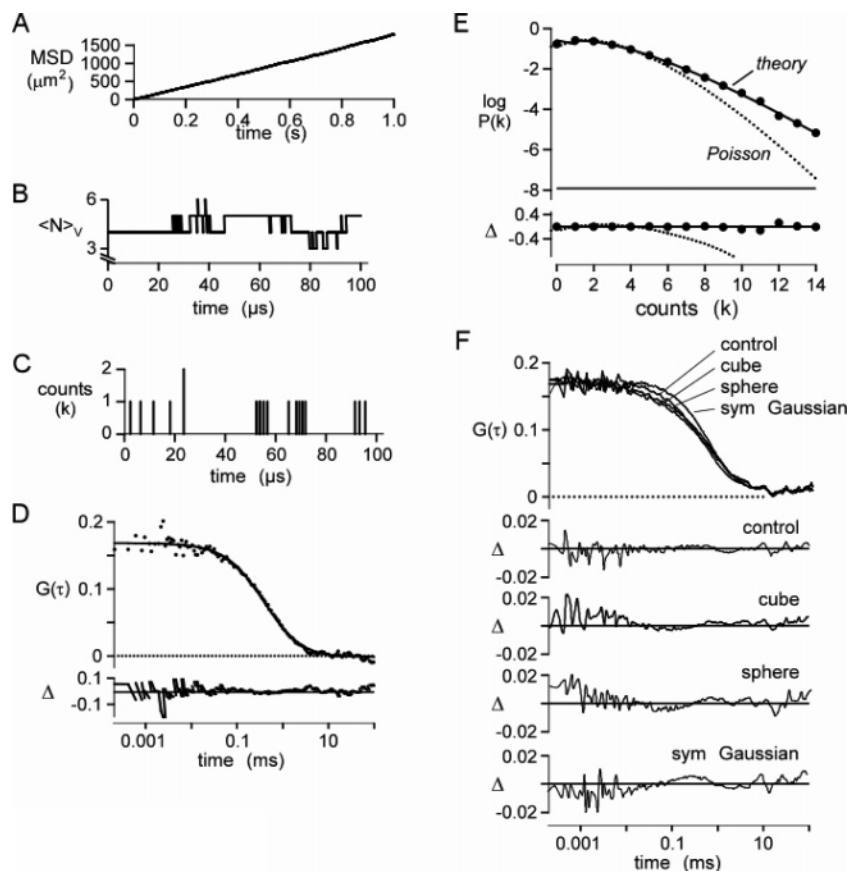 A
MSD
(µm²)
1500
1000
500
0
0 0.2 0.4 0.6 0.8 1.0
time (s)
B
<N>V
6
3
0 20 40 60 80 100
time (µs)
C
counts
(k)
2
1
0
0 20 40 60 80 100
time (µs)
D
G(τ)
0.2
0.1
0
Δ
0.1
-0.1
0.001 0.1 10
time (ms)
E
log
P(k)
0
-2
-4
-6
-8
theory
Poisson
Δ
0.4
-0.4
0 2 4 6 8 10 12 14
counts (k)
F
G(τ)
0.2
0.1
0
control
cube
sphere
sym Gaussian
control
Δ
0.02
-0.02
cube
Δ
0.02
-0.02
sphere
Δ
0.02
-0.02
sym Gaussian
Δ
0.02
-0.02
0.001 0.1 10
time (ms)